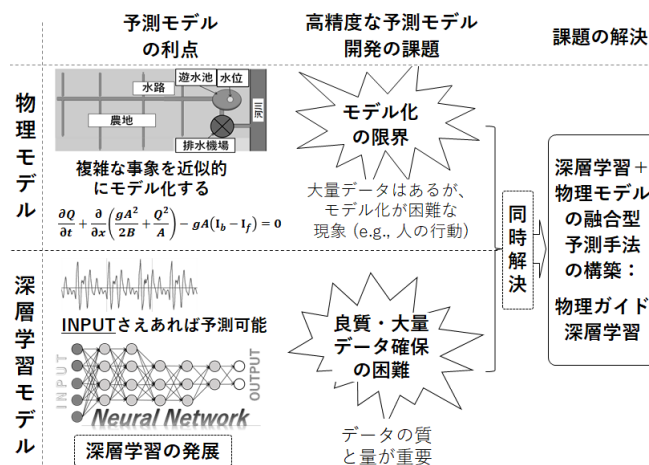 予測モデル
の利点
高精度な予測モデル
開発の課題
課題の解決
物理モデル
遊水池
水位
水路
農地
排水機場
複雑な事象を近似的
にモデル化する
∂Q/∂t + ∂/∂x(gA²/2B + Q²/A) − gA(I_b − I_f) = 0
モデル化
の限界
大量データはあるが、
モデル化が困難な
現象 (e.g., 人の行動)
深層学習モデル
INPUTさえあれば予測可能
INPUT
OUTPUT
Neural Network
深層学習の発展
良質・大量
データ確保
の困難
データの質
と量が重要
同時解決
深層学習＋
物理モデル
の融合型
予測手法
の構築：
物理ガイド
深層学習